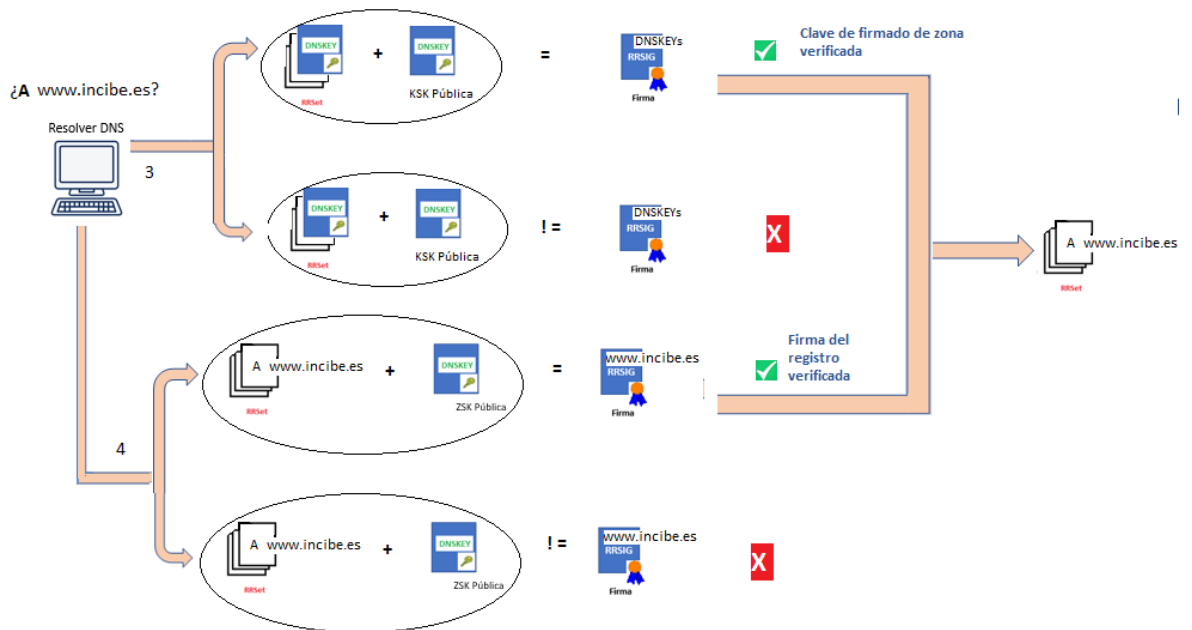 ¿A www.incibe.es?
Resolver DNS
3
DNSKEY
RRSet
+
DNSKEY
KSK Pública
=
DNSKEYs
RRSIG
Firma
Clave de firmado de zona
verificada
DNSKEY
RRSet
+
DNSKEY
KSK Pública
! =
DNSKEYs
RRSIG
Firma
X
A www.incibe.es
RRSet
4
A www.incibe.es
RRSet
+
DNSKEY
ZSK Pública
=
www.incibe.es
RRSIG
Firma
Firma del
registro
verificada
A www.incibe.es
RRSet
+
DNSKEY
ZSK Pública
! =
www.incibe.es
RRSIG
Firma
X